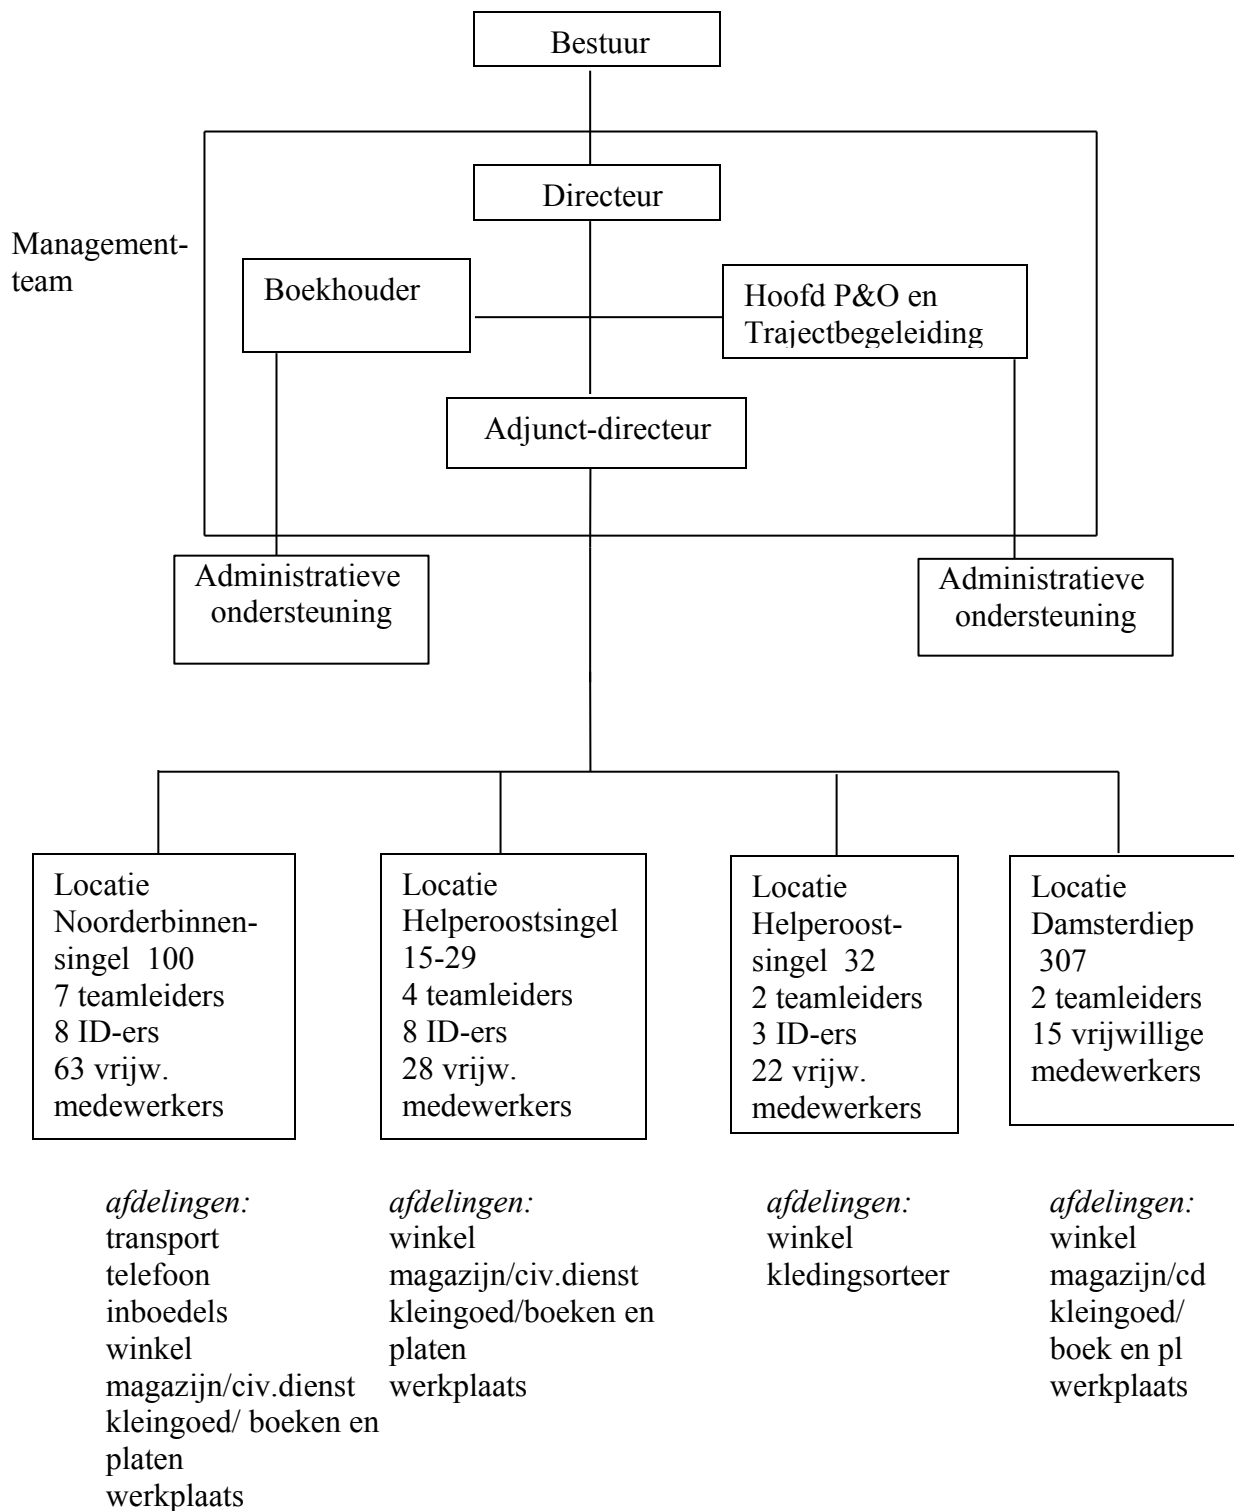 Bestuur
Directeur
Management-
team
Boekhouder
Hoofd P&O en
Trajectbegeleiding
Adjunct-directeur
Administratieve
ondersteuning
Administratieve
ondersteuning
Locatie
Noorderbinnen-
singel 100
7 teamleiders
8 ID-ers
63 vrijw.
medewerkers
Locatie
Helperoostsingel
15-29
4 teamleiders
8 ID-ers
28 vrijw.
medewerkers
Locatie
Helperoost-
singel 32
2 teamleiders
3 ID-ers
22 vrijw.
medewerkers
Locatie
Damsterdiep
307
2 teamleiders
15 vrijwillige
medewerkers
afdelingen:
transport
telefoon
inboedels
winkel
magazijn/civ.dienst
kleingoed/ boeken en
platen
werkplaats
afdelingen:
winkel
magazijn/civ.dienst
kleingoed/boeken en
platen
werkplaats
afdelingen:
winkel
kledingsorteer
afdelingen:
winkel
magazijn/cd
kleingoed/
boek en pl
werkplaats